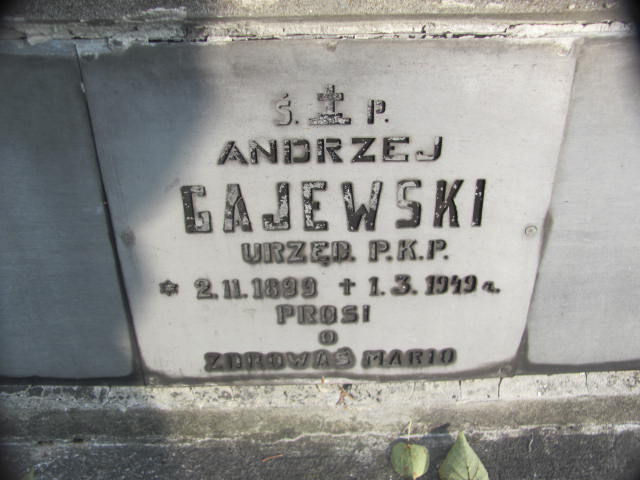 Ś. P.
ANDRZEJ
GAJEWSKI
URZĘD. P.K.P.
* 2.11.1899 † 1.3.1949 r.
PROSI
O
ZDROWAŚ MARIO